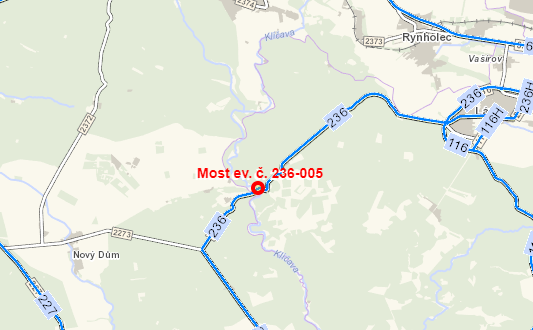 2374
Klíčava
2373
Rynholec
6
Vašírov
2372
236
236
236H
116H
116
Most ev. č. 236-005
236
2273
Klíčava
Nový Dům
227